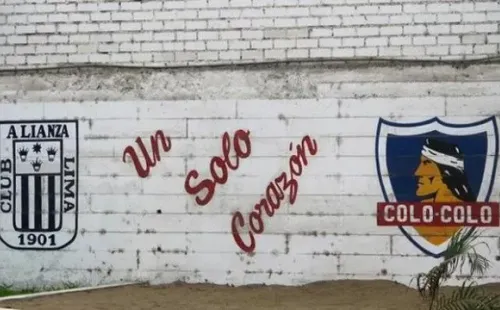 ALIANZA
CLUB
LIMA
1901
Un
Solo
Corazón
COLO-COLO